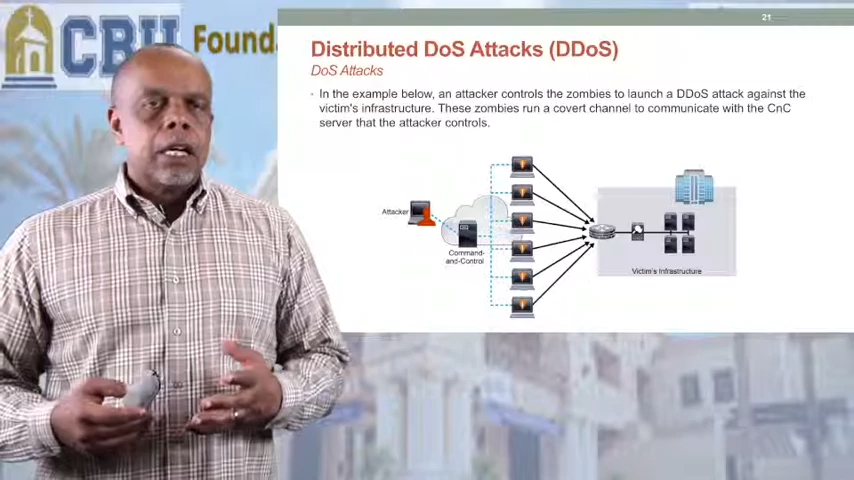 CBU
Founda
21
Distributed DoS Attacks (DDoS)
DoS Attacks
In the example below, an attacker controls the zombies to launch a DDoS attack against the
victim's infrastructure. These zombies run a covert channel to communicate with the CnC
server that the attacker controls.
Attacker
Command-
and-Control
Victim's Infrastructure